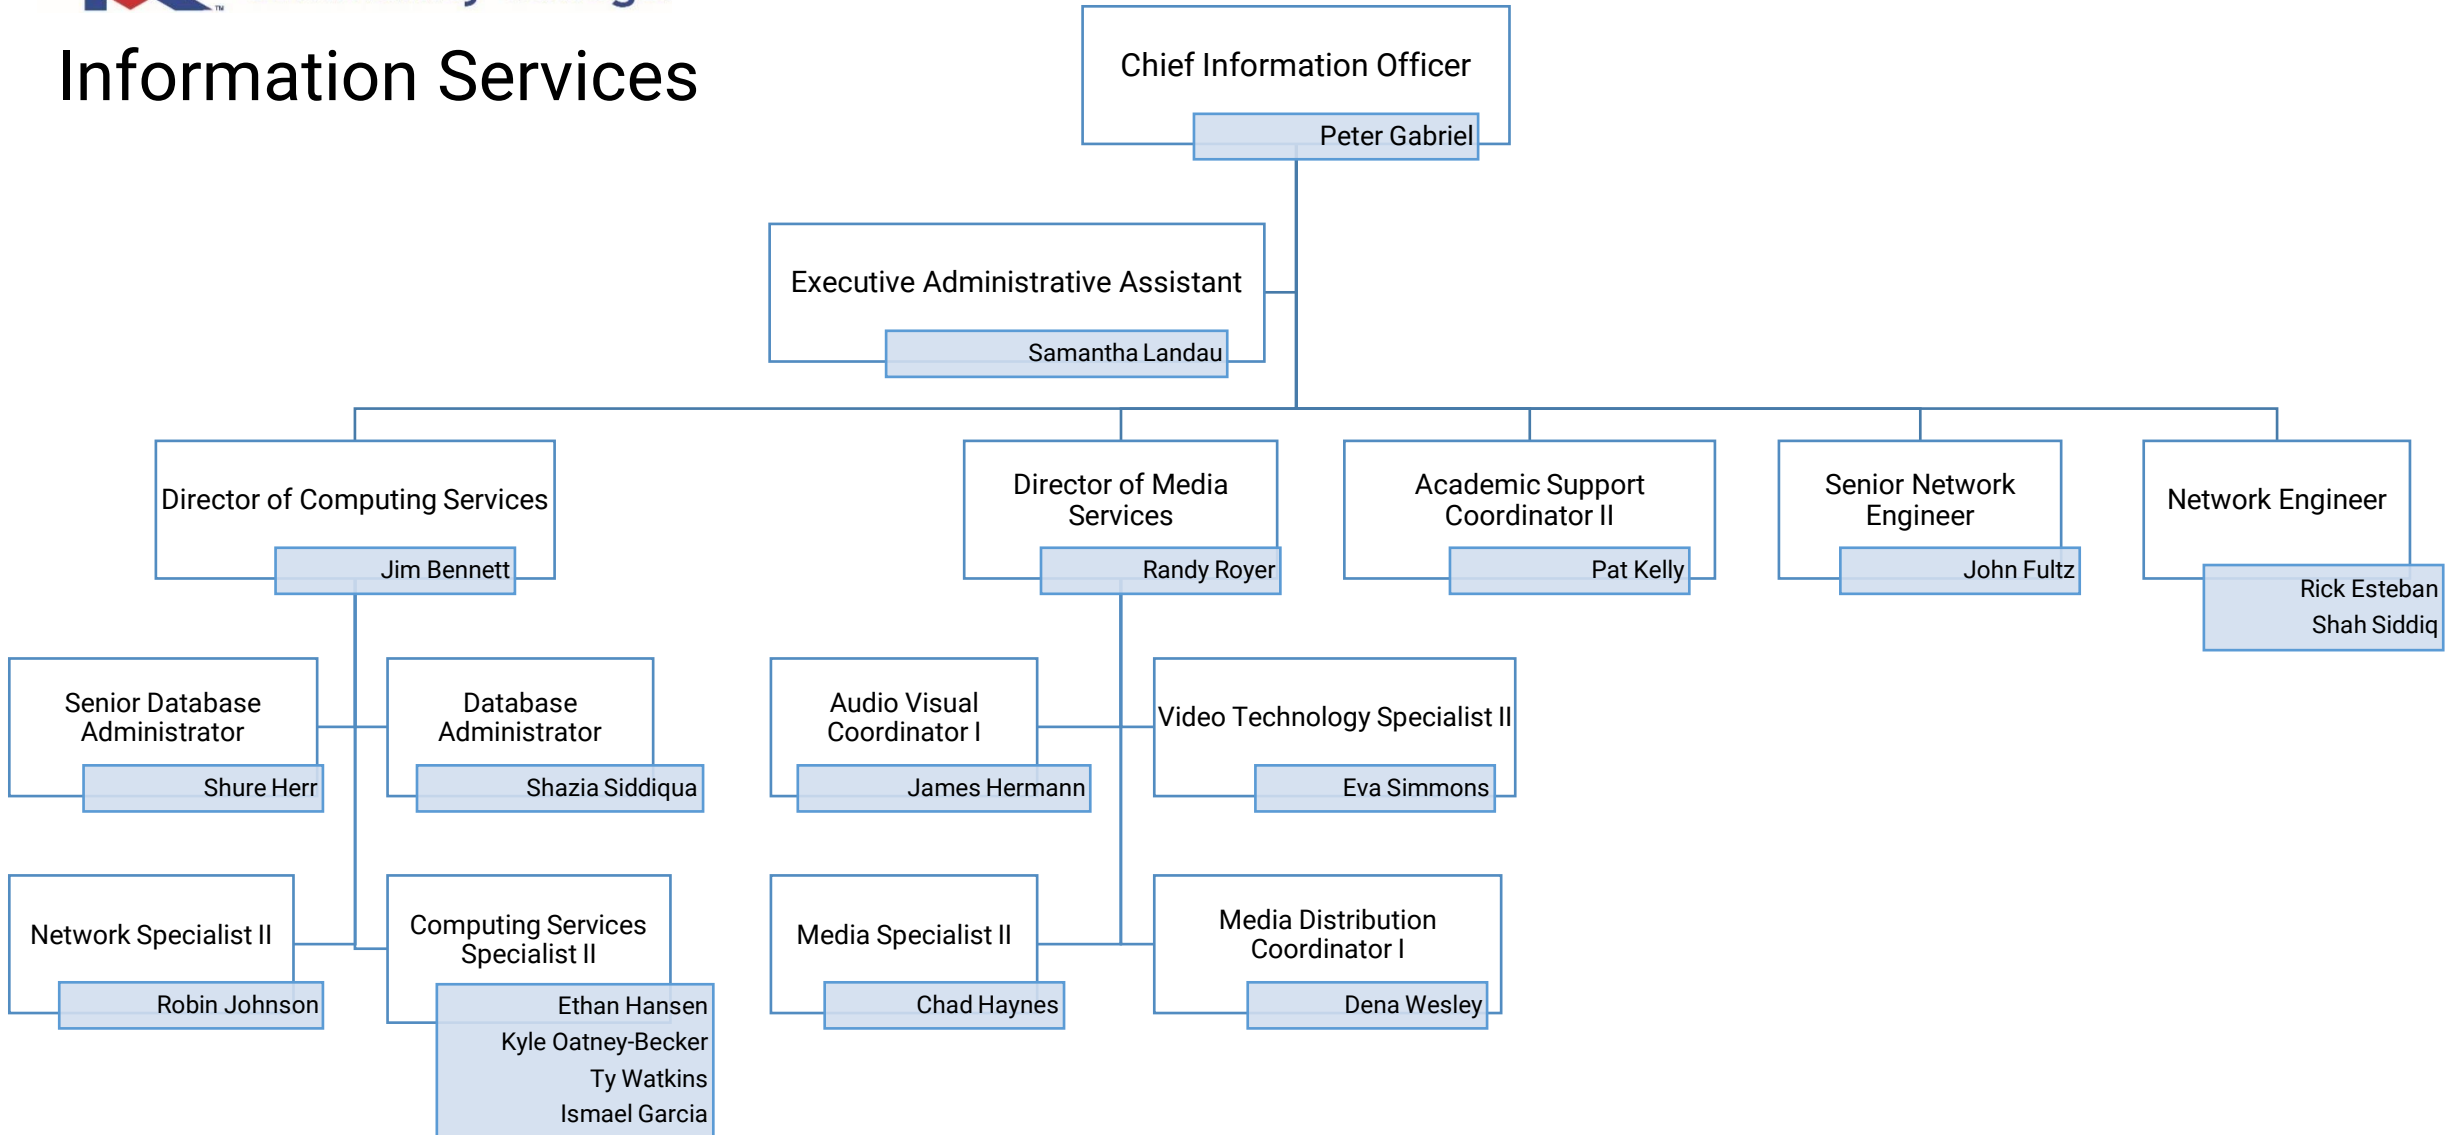 Information Services
Chief Information Officer
Peter Gabriel
Executive Administrative Assistant
Samantha Landau
Director of Computing Services
Jim Bennett
Director of Media
Services
Randy Royer
Academic Support
Coordinator II
Pat Kelly
Senior Network
Engineer
John Fultz
Network Engineer
Rick Esteban
Shah Siddiq
Senior Database
Administrator
Shure Herr
Database
Administrator
Shazia Siddiqua
Audio Visual
Coordinator I
James Hermann
Video Technology Specialist II
Eva Simmons
Network Specialist II
Robin Johnson
Computing Services
Specialist II
Ethan Hansen
Kyle Oatney-Becker
Ty Watkins
Ismael Garcia
Media Specialist II
Chad Haynes
Media Distribution
Coordinator I
Dena Wesley